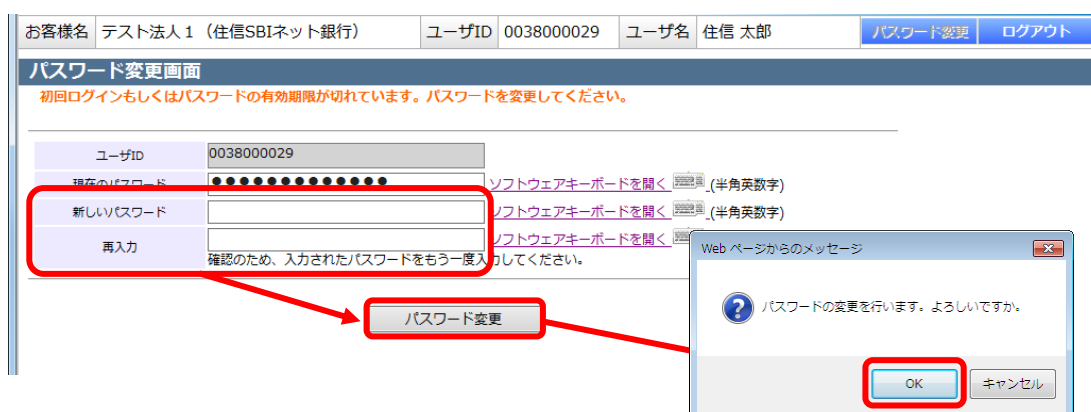 お客様名 テスト法人１（住信SBIネット銀行） ユーザID 0038000029 ユーザ名 住信 太郎 パスワード変更 ログアウト
パスワード変更画面
初回ログインもしくはパスワードの有効期限が切れています。パスワードを変更してください。
ユーザID 0038000029
現在のパスワード ●●●●●●●●●●●●● ソフトウェアキーボードを開く (半角英数字)
新しいパスワード ソフトウェアキーボードを開く (半角英数字)
再入力 ソフトウェアキーボードを開く
確認のため、入力されたパスワードをもう一度入力してください。
パスワード変更
Web ページからのメッセージ
パスワードの変更を行います。よろしいですか。
OK キャンセル